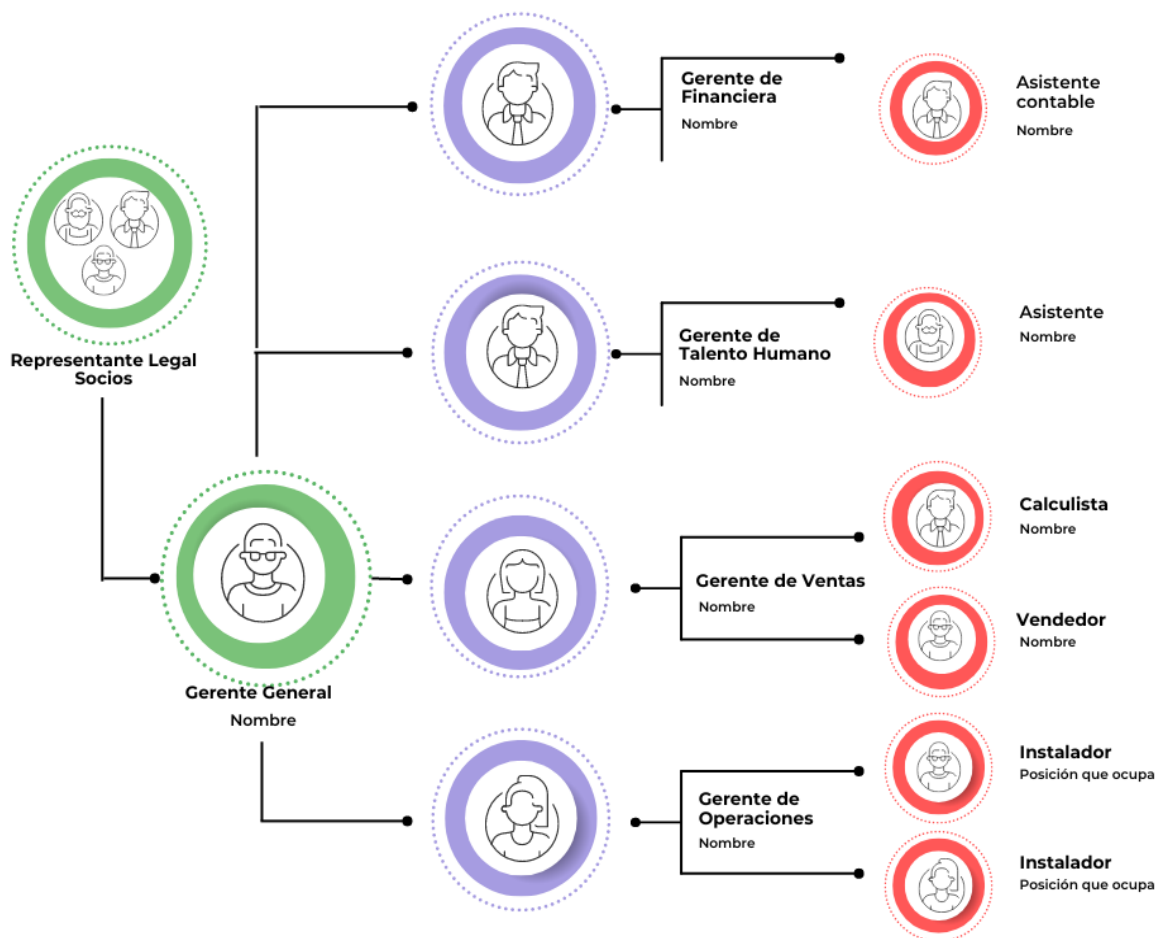 Gerente de
Financiera
Nombre
Asistente
contable
Nombre
Representante Legal
Socios
Gerente de
Talento Humano
Nombre
Asistente
Nombre
Gerente General
Nombre
Gerente de Ventas
Nombre
Calculista
Nombre
Vendedor
Nombre
Gerente de
Operaciones
Nombre
Instalador
Posición que ocupa
Instalador
Posición que ocupa